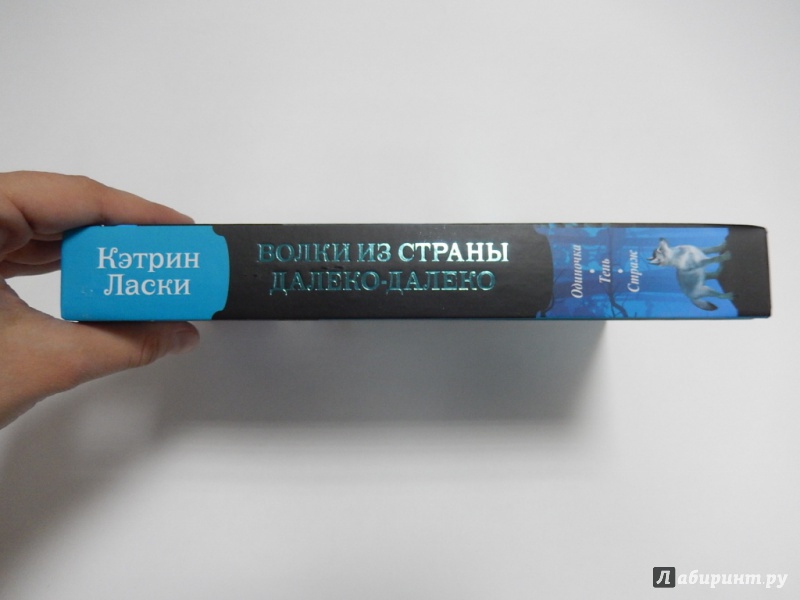 Кэтрин
Ласки
ВОЛКИ ИЗ СТРАНЫ
ДАЛЕКО-ДАЛЕКО
Одиночка
Тень
Страж
Лабиринт.ру